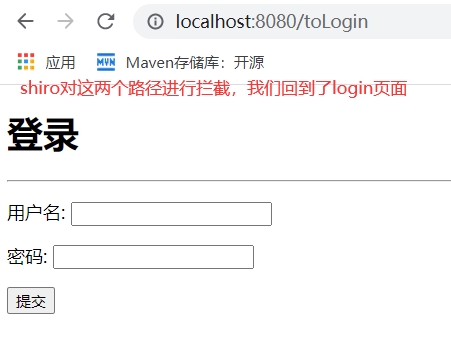 localhost:8080/toLogin
应用 Maven存储库：开源
shiro对这两个路径进行拦截，我们回到了login页面
登录
用户名:
密码:
提交